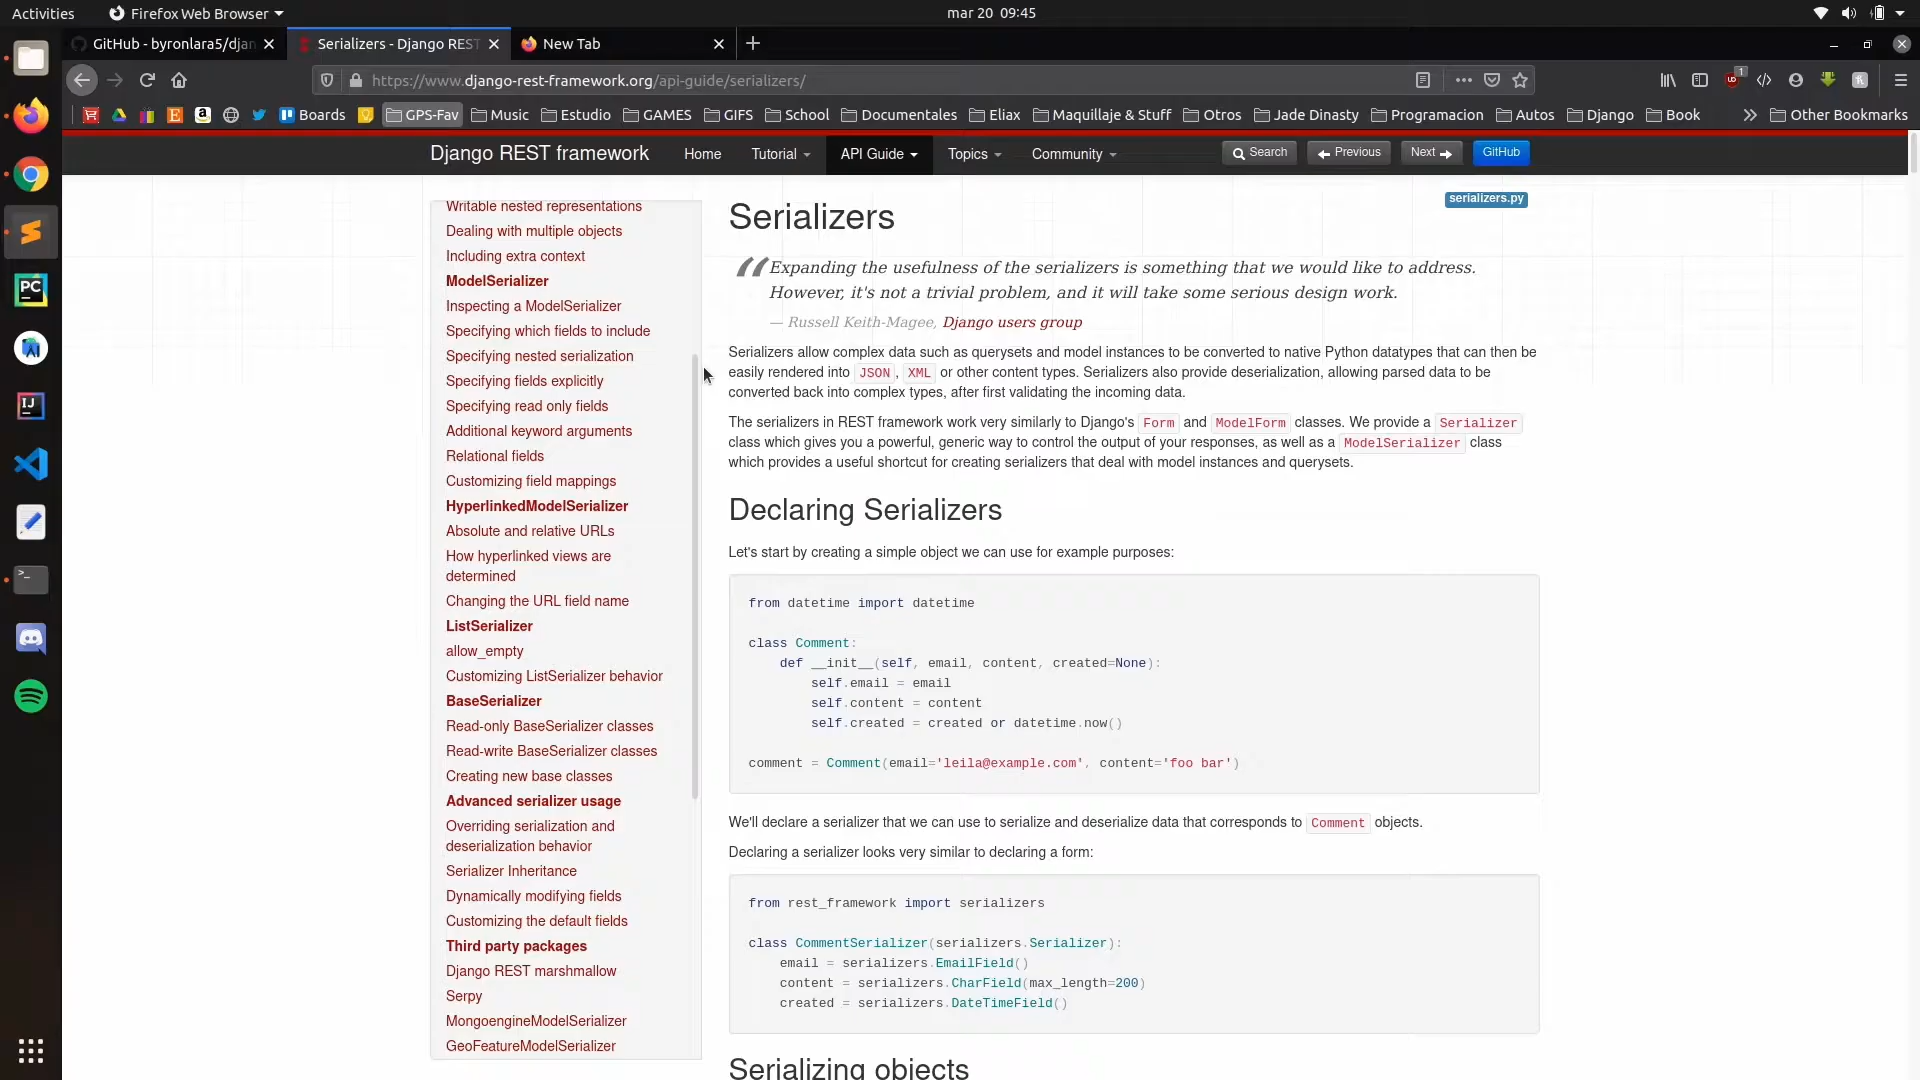 Activities
Firefox Web Browser
mar 20 09:45
GitHub - byronlara5/djan
Serializers - Django REST
New Tab
https://www.django-rest-framework.org/api-guide/serializers/
1
Boards
GPS-Fav
Music
Estudio
GAMES
GIFS
School
Documentales
Eliax
Maquillaje & Stuff
Otros
Jade Dinasty
Programacion
Autos
Django
Book
Other Bookmarks
Django REST framework
Home
Tutorial
API Guide
Topics
Community
Search
Previous
Next
GitHub
Writable nested representations
Dealing with multiple objects
Including extra context
ModelSerializer
Inspecting a ModelSerializer
Specifying which fields to include
Specifying nested serialization
Specifying fields explicitly
Specifying read only fields
Additional keyword arguments
Relational fields
Customizing field mappings
HyperlinkedModelSerializer
Absolute and relative URLs
How hyperlinked views are
determined
Changing the URL field name
ListSerializer
allow_empty
Customizing ListSerializer behavior
BaseSerializer
Read-only BaseSerializer classes
Read-write BaseSerializer classes
Creating new base classes
Advanced serializer usage
Overriding serialization and
deserialization behavior
Serializer Inheritance
Dynamically modifying fields
Customizing the default fields
Third party packages
Django REST marshmallow
Serpy
MongoengineModelSerializer
GeoFeatureModelSerializer
serializers.py
Serializers
“Expanding the usefulness of the serializers is something that we would like to address.
However, it's not a trivial problem, and it will take some serious design work.
— Russell Keith-Magee, Django users group
Serializers allow complex data such as querysets and model instances to be converted to native Python datatypes that can then be
easily rendered into JSON, XML or other content types. Serializers also provide deserialization, allowing parsed data to be
converted back into complex types, after first validating the incoming data.
The serializers in REST framework work very similarly to Django's Form and ModelForm classes. We provide a Serializer
class which gives you a powerful, generic way to control the output of your responses, as well as a ModelSerializer class
which provides a useful shortcut for creating serializers that deal with model instances and querysets.
Declaring Serializers
Let's start by creating a simple object we can use for example purposes:
from datetime import datetime
class Comment:
    def __init__(self, email, content, created=None):
        self.email = email
        self.content = content
        self.created = created or datetime.now()
comment = Comment(email='leila@example.com', content='foo bar')
We'll declare a serializer that we can use to serialize and deserialize data that corresponds to Comment objects.
Declaring a serializer looks very similar to declaring a form:
from rest_framework import serializers
class CommentSerializer(serializers.Serializer):
    email = serializers.EmailField()
    content = serializers.CharField(max_length=200)
    created = serializers.DateTimeField()
Serializing objects
PC
IJ